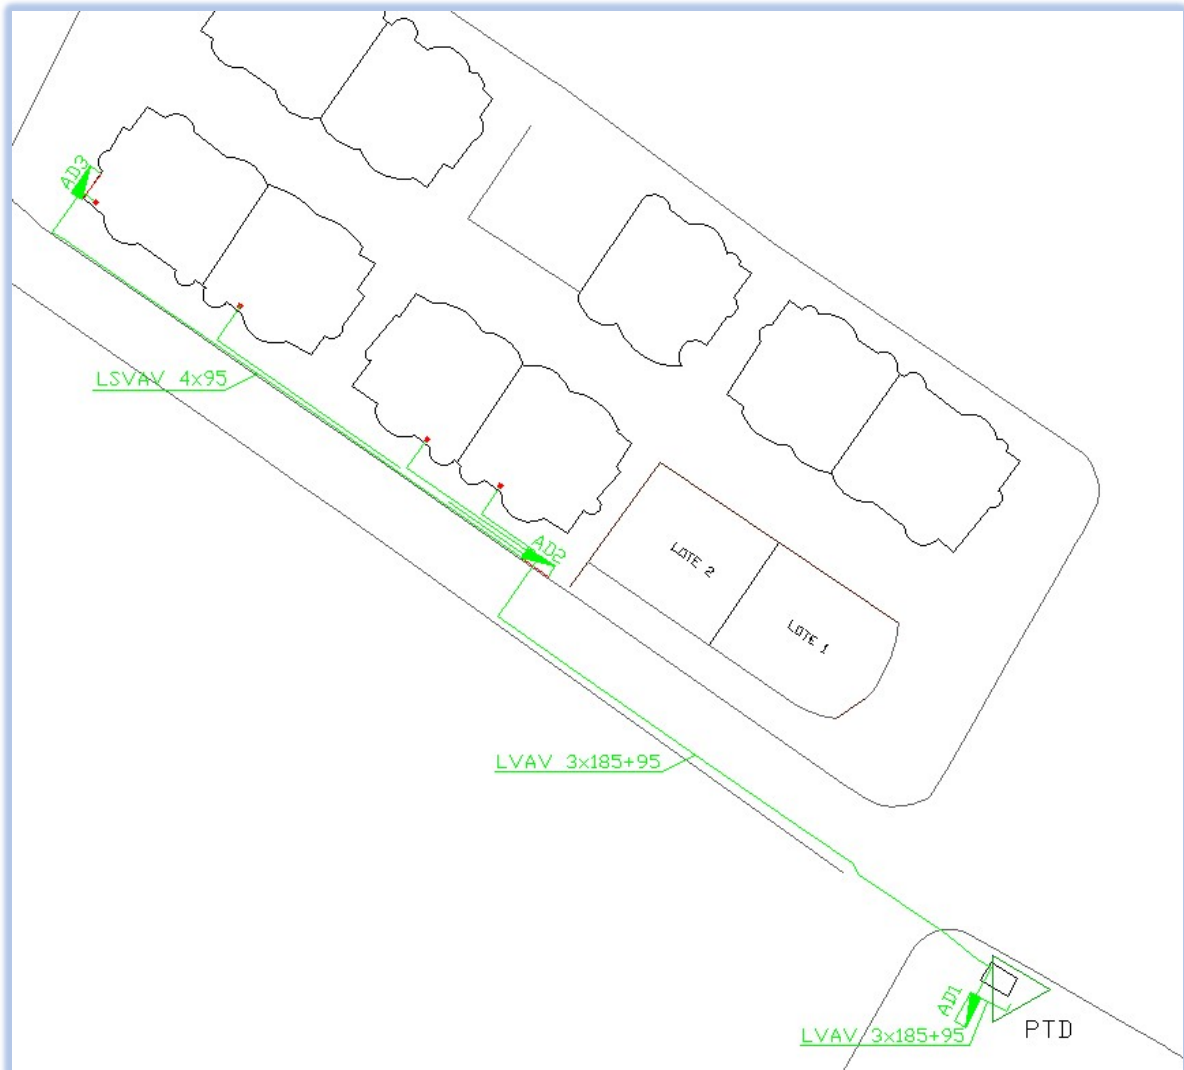 AD3
LSVAV 4x95
AD2
LOTE 2
LOTE 1
LVAV 3x185+95
AD1
PTD
LVAV 3x185+95